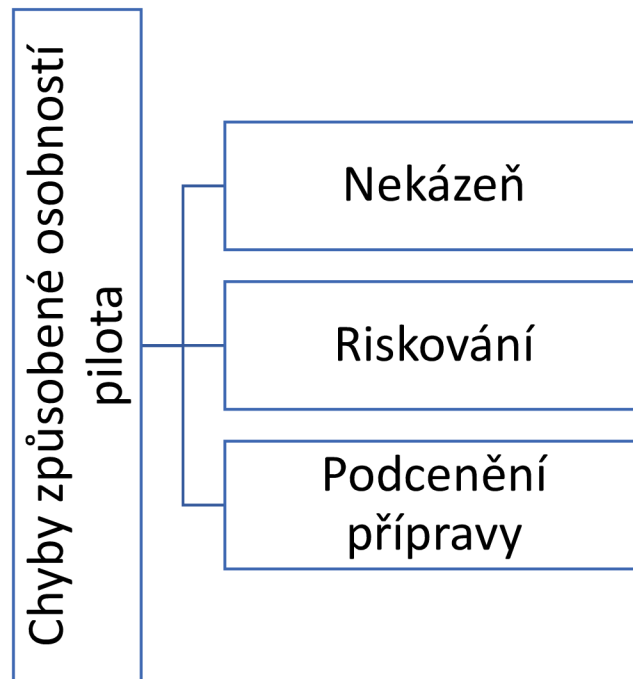 Chyby způsobené osobností
pilota
Nekázeň
Riskování
Podcenění
přípravy